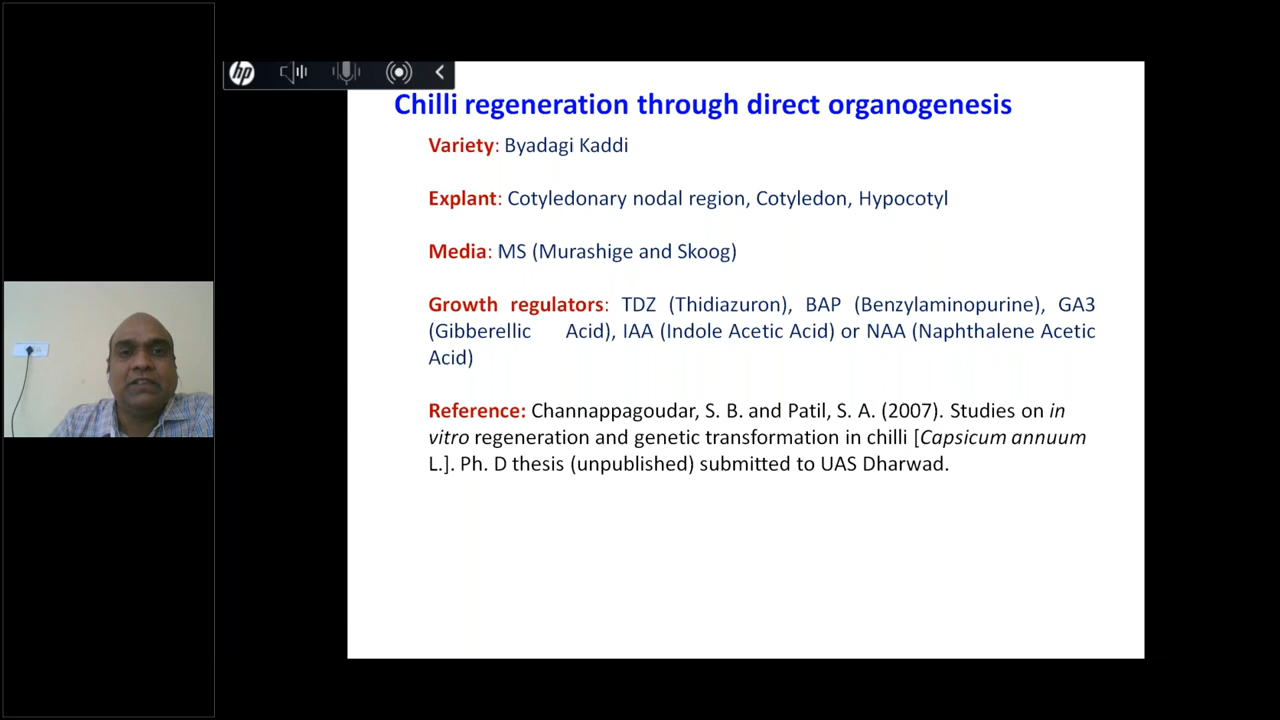 hp
Chilli regeneration through direct organogenesis
Variety: Byadagi Kaddi
Explant: Cotyledonary nodal region, Cotyledon, Hypocotyl
Media: MS (Murashige and Skoog)
Growth regulators: TDZ (Thidiazuron), BAP (Benzylaminopurine), GA3
(Gibberellic Acid), IAA (Indole Acetic Acid) or NAA (Naphthalene Acetic
Acid)
Reference: Channappagoudar, S. B. and Patil, S. A. (2007). Studies on in
vitro regeneration and genetic transformation in chilli [Capsicum annuum
L.]. Ph. D thesis (unpublished) submitted to UAS Dharwad.